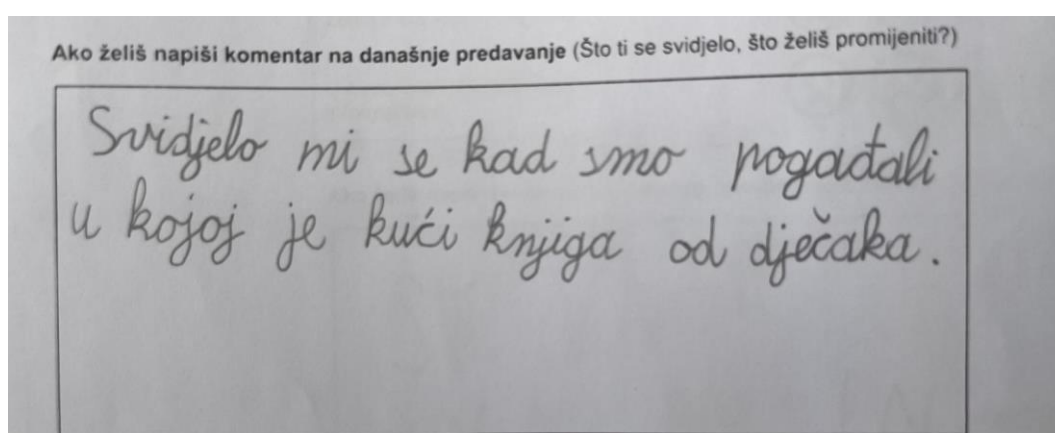 Ako želiš napiši komentar na današnje predavanje (Što ti se svidjelo, što želiš promijeniti?)
Svidjelo mi se kad smo pogađali
u kojoj je kući knjiga od dječaka.